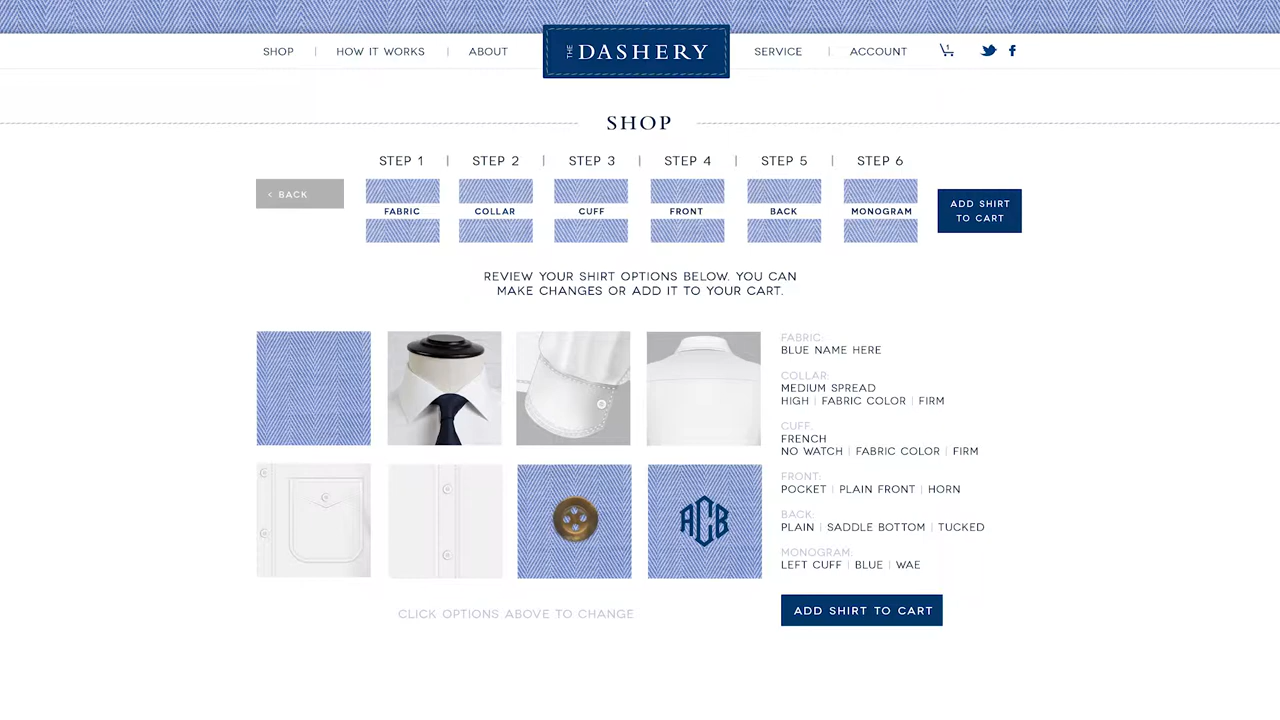 SHOP | HOW IT WORKS | ABOUT
THE DASHERY
SERVICE | ACCOUNT
1
SHOP
STEP 1 | STEP 2 | STEP 3 | STEP 4 | STEP 5 | STEP 6
< BACK
FABRIC COLLAR CUFF FRONT BACK MONOGRAM
ADD SHIRT
TO CART
REVIEW YOUR SHIRT OPTIONS BELOW. YOU CAN
MAKE CHANGES OR ADD IT TO YOUR CART.
FABRIC:
BLUE NAME HERE
COLLAR:
MEDIUM SPREAD
HIGH | FABRIC COLOR | FIRM
CUFF:
FRENCH
NO WATCH | FABRIC COLOR | FIRM
FRONT:
POCKET | PLAIN FRONT | HORN
BACK:
PLAIN | SADDLE BOTTOM | TUCKED
MONOGRAM:
LEFT CUFF | BLUE | WAE
ACB
CLICK OPTIONS ABOVE TO CHANGE
ADD SHIRT TO CART